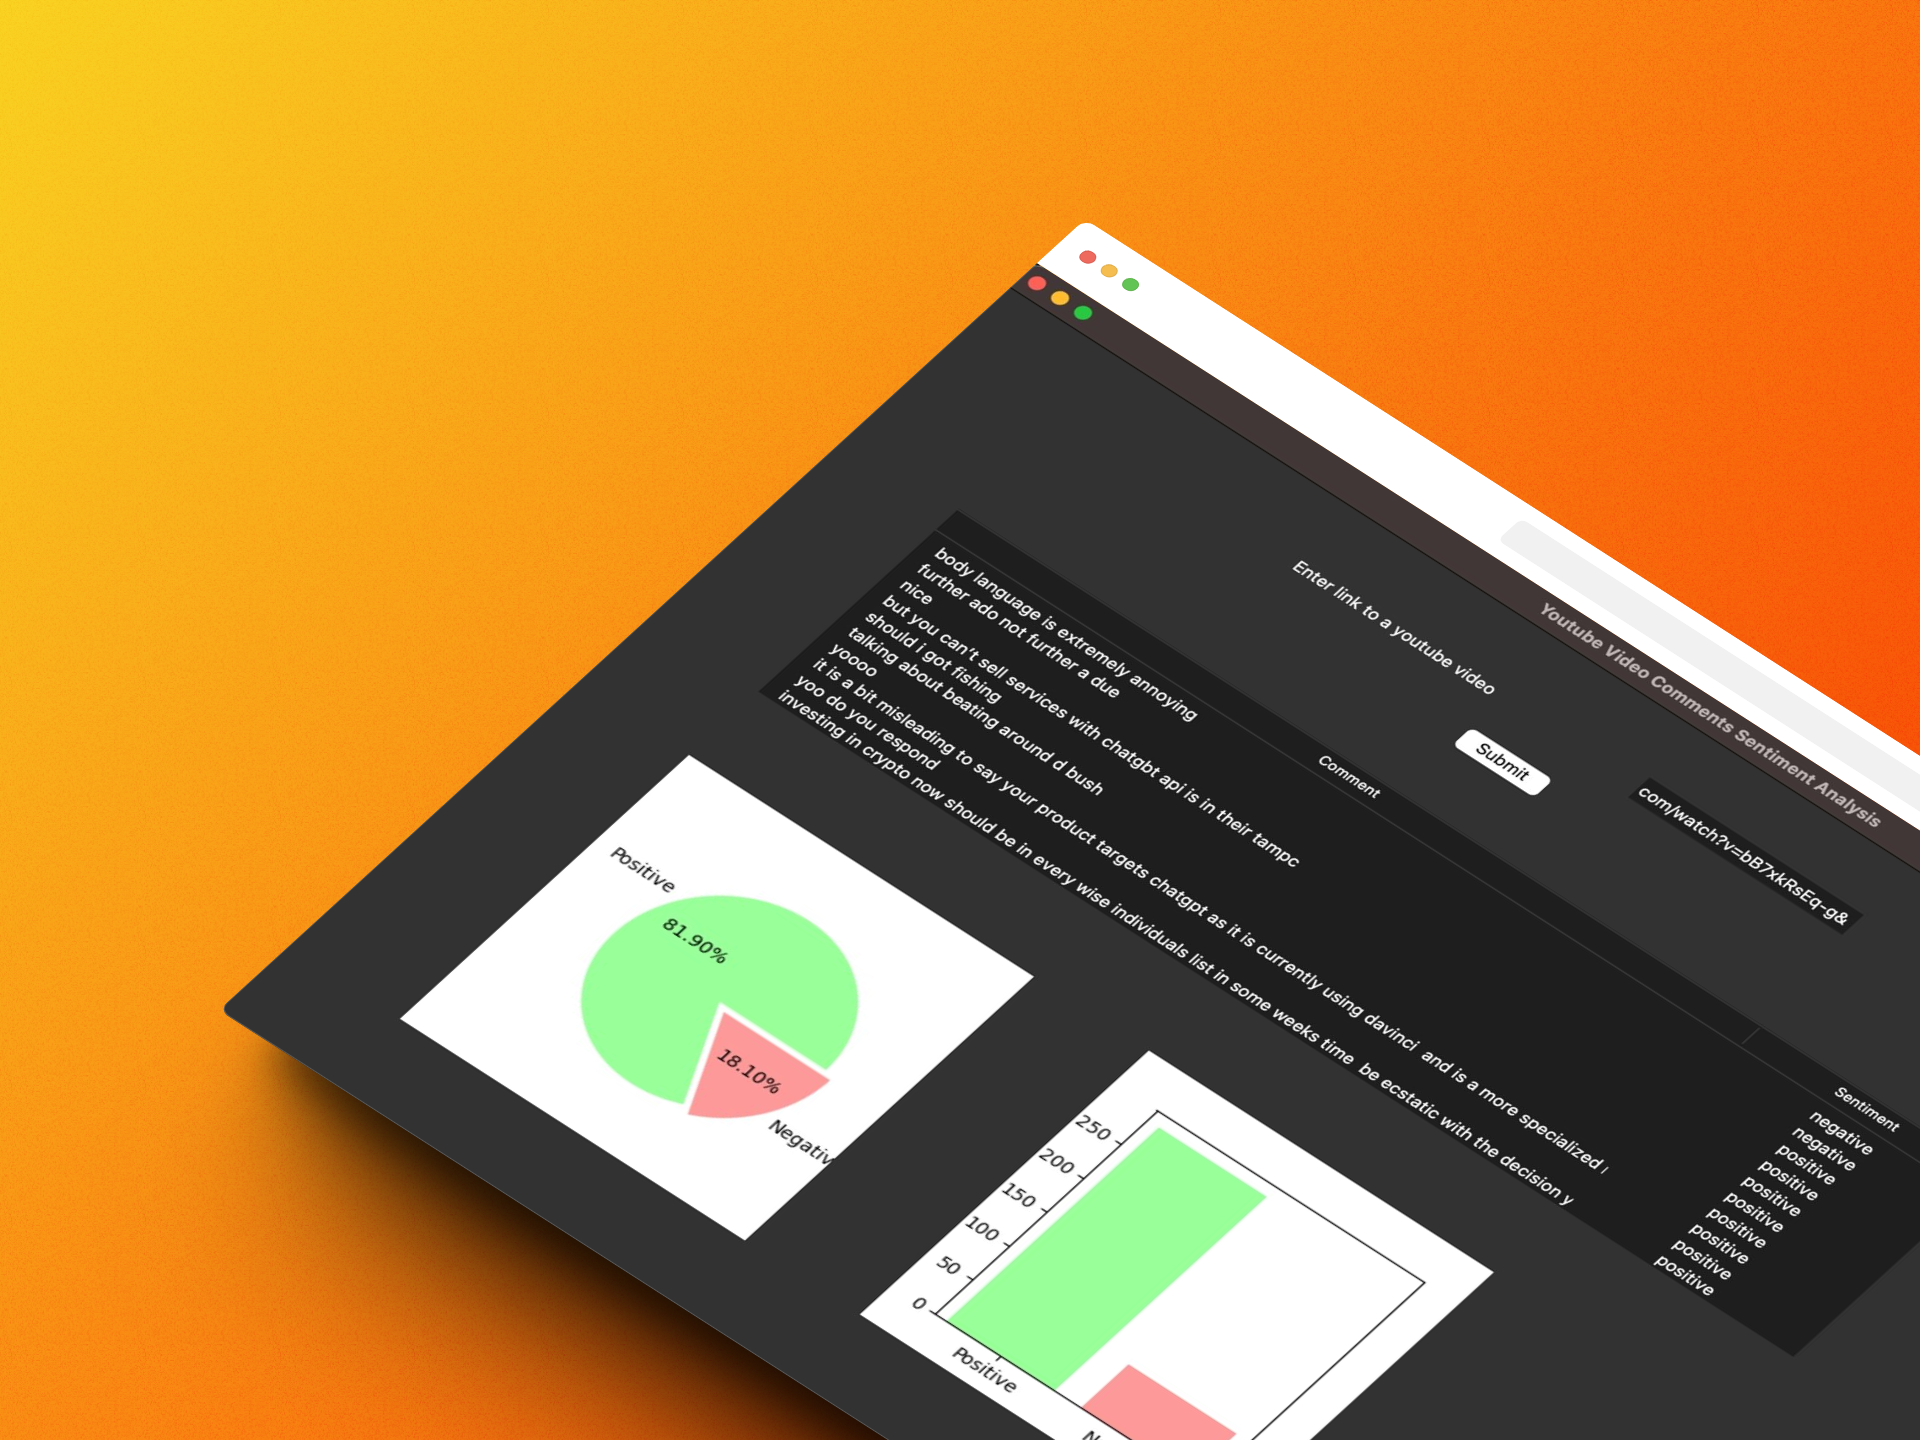 Youtube Video Comments Sentiment Analysis
Enter link to a youtube video
com/watch?v=bB7xkRsEq-g&
Submit
Comment
Sentiment
body language is extremely annoying
negative
further ado not further a due
negative
nice
positive
but you can't sell services with chatgbt api is in their tampc
positive
should i got fishing
positive
talking about beating around d bush
positive
yoooo
positive
it is a bit misleading to say your product targets chatgpt as it is currently using davinci and is a more specialized
positive
yoo do you respond
positive
investing in crypto now should be in every wise individuals list in some weeks time be ecstatic with the decision y
positive
Positive
81.90%
18.10%
Negativ
250
200
150
100
50
0
Positive